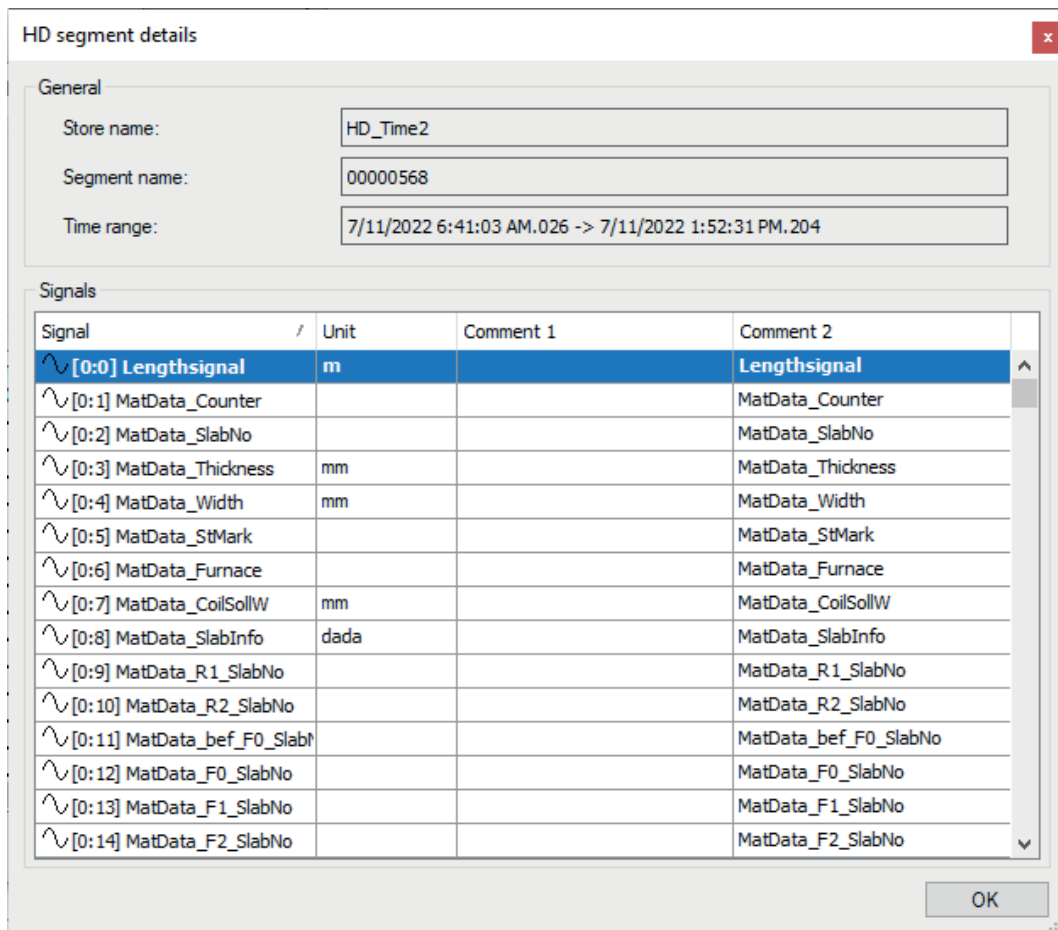 HD segment details
x
General
Store name: HD_Time2
Segment name: 00000568
Time range: 7/11/2022 6:41:03 AM.026 -> 7/11/2022 1:52:31 PM.204
Signals
Signal / Unit Comment 1 Comment 2
[0:0] Lengthsignal m Lengthsignal
[0:1] MatData_Counter MatData_Counter
[0:2] MatData_SlabNo MatData_SlabNo
[0:3] MatData_Thickness mm MatData_Thickness
[0:4] MatData_Width mm MatData_Width
[0:5] MatData_StMark MatData_StMark
[0:6] MatData_Furnace MatData_Furnace
[0:7] MatData_CoilSollW mm MatData_CoilSollW
[0:8] MatData_SlabInfo dada MatData_SlabInfo
[0:9] MatData_R1_SlabNo MatData_R1_SlabNo
[0:10] MatData_R2_SlabNo MatData_R2_SlabNo
[0:11] MatData_bef_F0_Slab MatData_bef_F0_SlabNo
[0:12] MatData_F0_SlabNo MatData_F0_SlabNo
[0:13] MatData_F1_SlabNo MatData_F1_SlabNo
[0:14] MatData_F2_SlabNo MatData_F2_SlabNo
OK